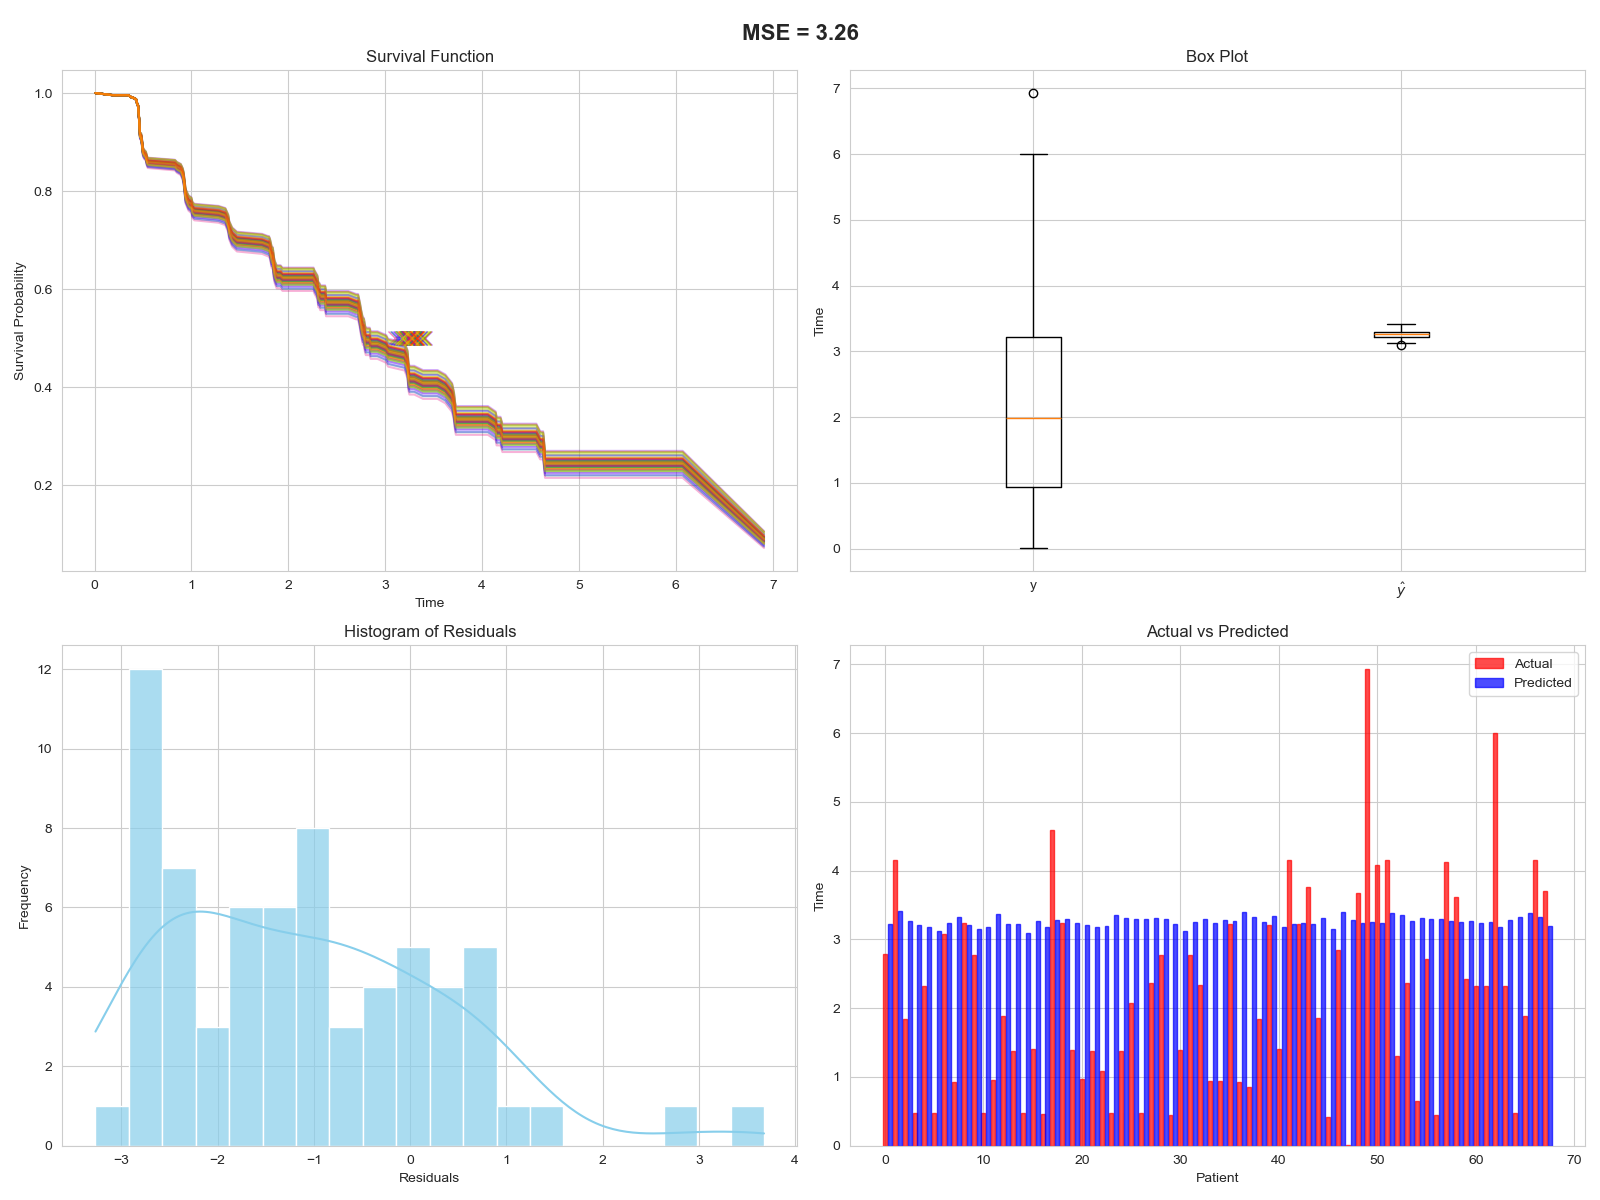 MSE = 3.26
Survival Function
1.0
0.8
0.6
0.4
0.2
Survival Probability
0 1 2 3 4 5 6 7
Time
Box Plot
7
6
5
4
3
2
1
0
Time
y ŷ
Histogram of Residuals
12
10
8
6
4
2
0
Frequency
−3 −2 −1 0 1 2 3 4
Residuals
Actual vs Predicted
Actual
Predicted
7
6
5
4
3
2
1
0
Time
0 10 20 30 40 50 60 70
Patient